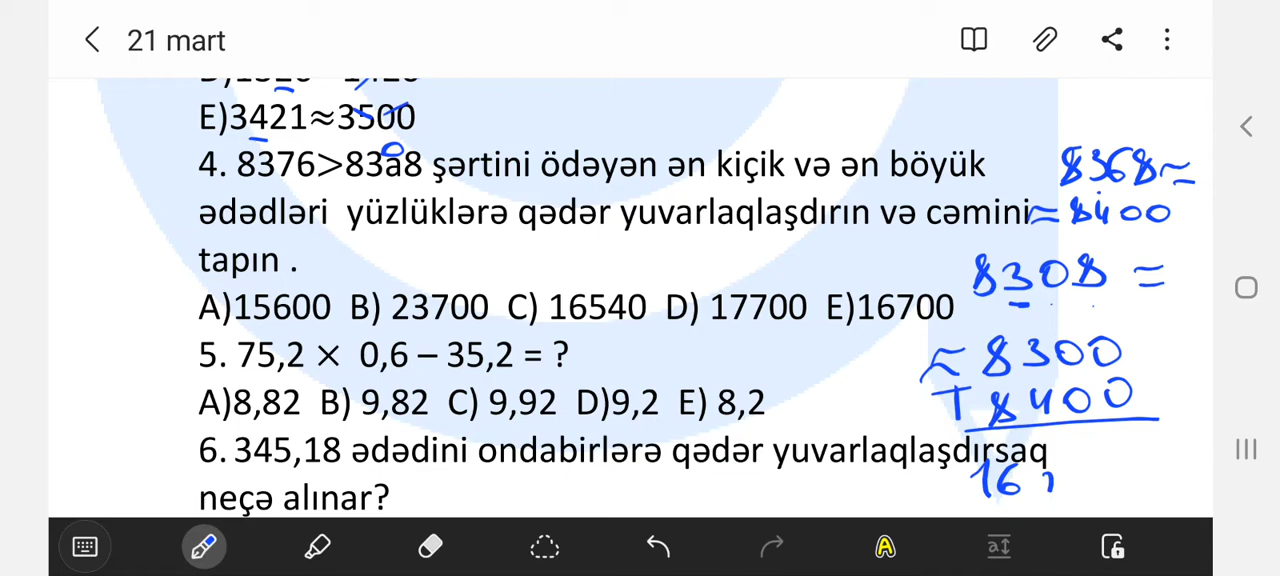 21 mart
E)3421≈3500
0
4. 8376>83a8 şərtini ödəyən ən kiçik və ən böyük
8368≈
ədədləri yüzlüklərə qədər yuvarlaqlaşdırın və cəmini
≈8400
tapın .
8308 =
A)15600 B) 23700 C) 16540 D) 17700 E)16700
5. 75,2 × 0,6 – 35,2 = ?
≈ 8300
A)8,82 B) 9,82 C) 9,92 D)9,2 E) 8,2
+ 8400
6. 345,18 ədədini ondabirlərə qədər yuvarlaqlaşdırsaq
16
neçə alınar?